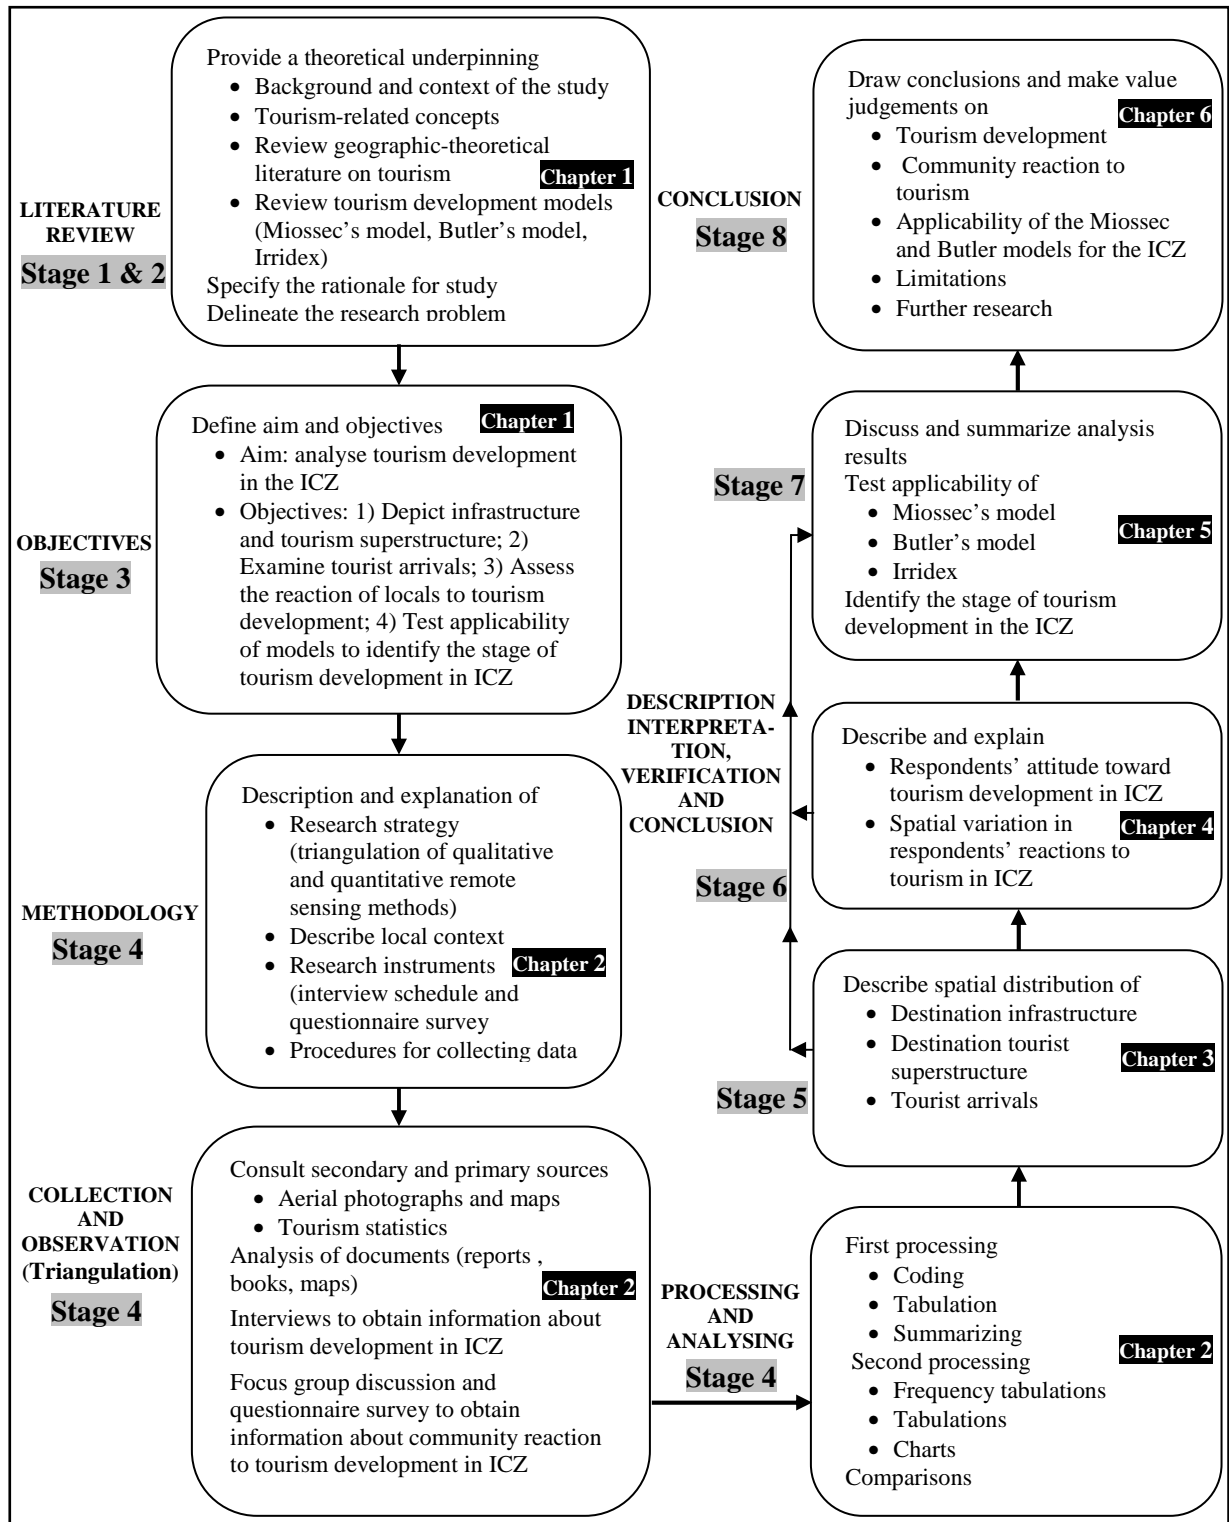 Provide a theoretical underpinning
• Background and context of the study
• Tourism-related concepts
• Review geographic-theoretical
literature on tourism
Chapter 1
• Review tourism development models
(Miossec’s model, Butler’s model,
Irridex)
Specify the rationale for study
Delineate the research problem
LITERATURE
REVIEW
Stage 1 & 2
Define aim and objectives
Chapter 1
• Aim: analyse tourism development
in the ICZ
• Objectives: 1) Depict infrastructure
and tourism superstructure; 2)
Examine tourist arrivals; 3) Assess
the reaction of locals to tourism
development; 4) Test applicability
of models to identify the stage of
tourism development in ICZ
OBJECTIVES
Stage 3
Description and explanation of
• Research strategy
(triangulation of qualitative
and quantitative remote
sensing methods)
• Describe local context
• Research instruments
(interview schedule and
questionnaire survey
• Procedures for collecting data
Chapter 2
METHODOLOGY
Stage 4
Consult secondary and primary sources
• Aerial photographs and maps
• Tourism statistics
Analysis of documents (reports ,
books, maps)
Chapter 2
Interviews to obtain information about
tourism development in ICZ
Focus group discussion and
questionnaire survey to obtain
information about community reaction
to tourism development in ICZ
COLLECTION
AND
OBSERVATION
(Triangulation)
Stage 4
PROCESSING
AND
ANALYSING
Stage 4
First processing
• Coding
• Tabulation
• Summarizing
Second processing
• Frequency tabulations
• Tabulations
• Charts
Comparisons
Chapter 2
Describe spatial distribution of
• Destination infrastructure
• Destination tourist
superstructure
• Tourist arrivals
Chapter 3
Stage 5
Describe and explain
• Respondents’ attitude toward
tourism development in ICZ
• Spatial variation in
respondents’ reactions to
tourism in ICZ
Chapter 4
DESCRIPTION
INTERPRETA-
TION,
VERIFICATION
AND
CONCLUSION
Stage 6
Discuss and summarize analysis
results
Test applicability of
• Miossec’s model
• Butler’s model
• Irridex
Identify the stage of tourism
development in the ICZ
Chapter 5
Stage 7
Draw conclusions and make value
judgements on
Chapter 6
• Tourism development
• Community reaction to
tourism
• Applicability of the Miossec
and Butler models for the ICZ
• Limitations
• Further research
CONCLUSION
Stage 8